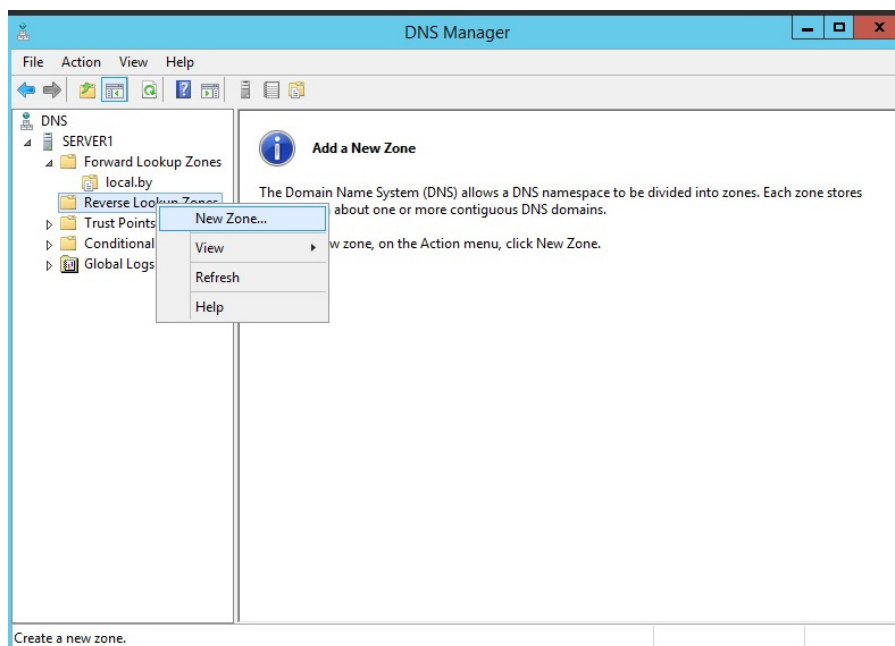 DNS Manager
File Action View Help
DNS
SERVER1
Forward Lookup Zones
local.by
Reverse Lookup Zones
Trust Points
Conditional
Global Logs
New Zone...
View
Refresh
Help
Add a New Zone
The Domain Name System (DNS) allows a DNS namespace to be divided into zones. Each zone stores
about one or more contiguous DNS domains.
w zone, on the Action menu, click New Zone.
Create a new zone.